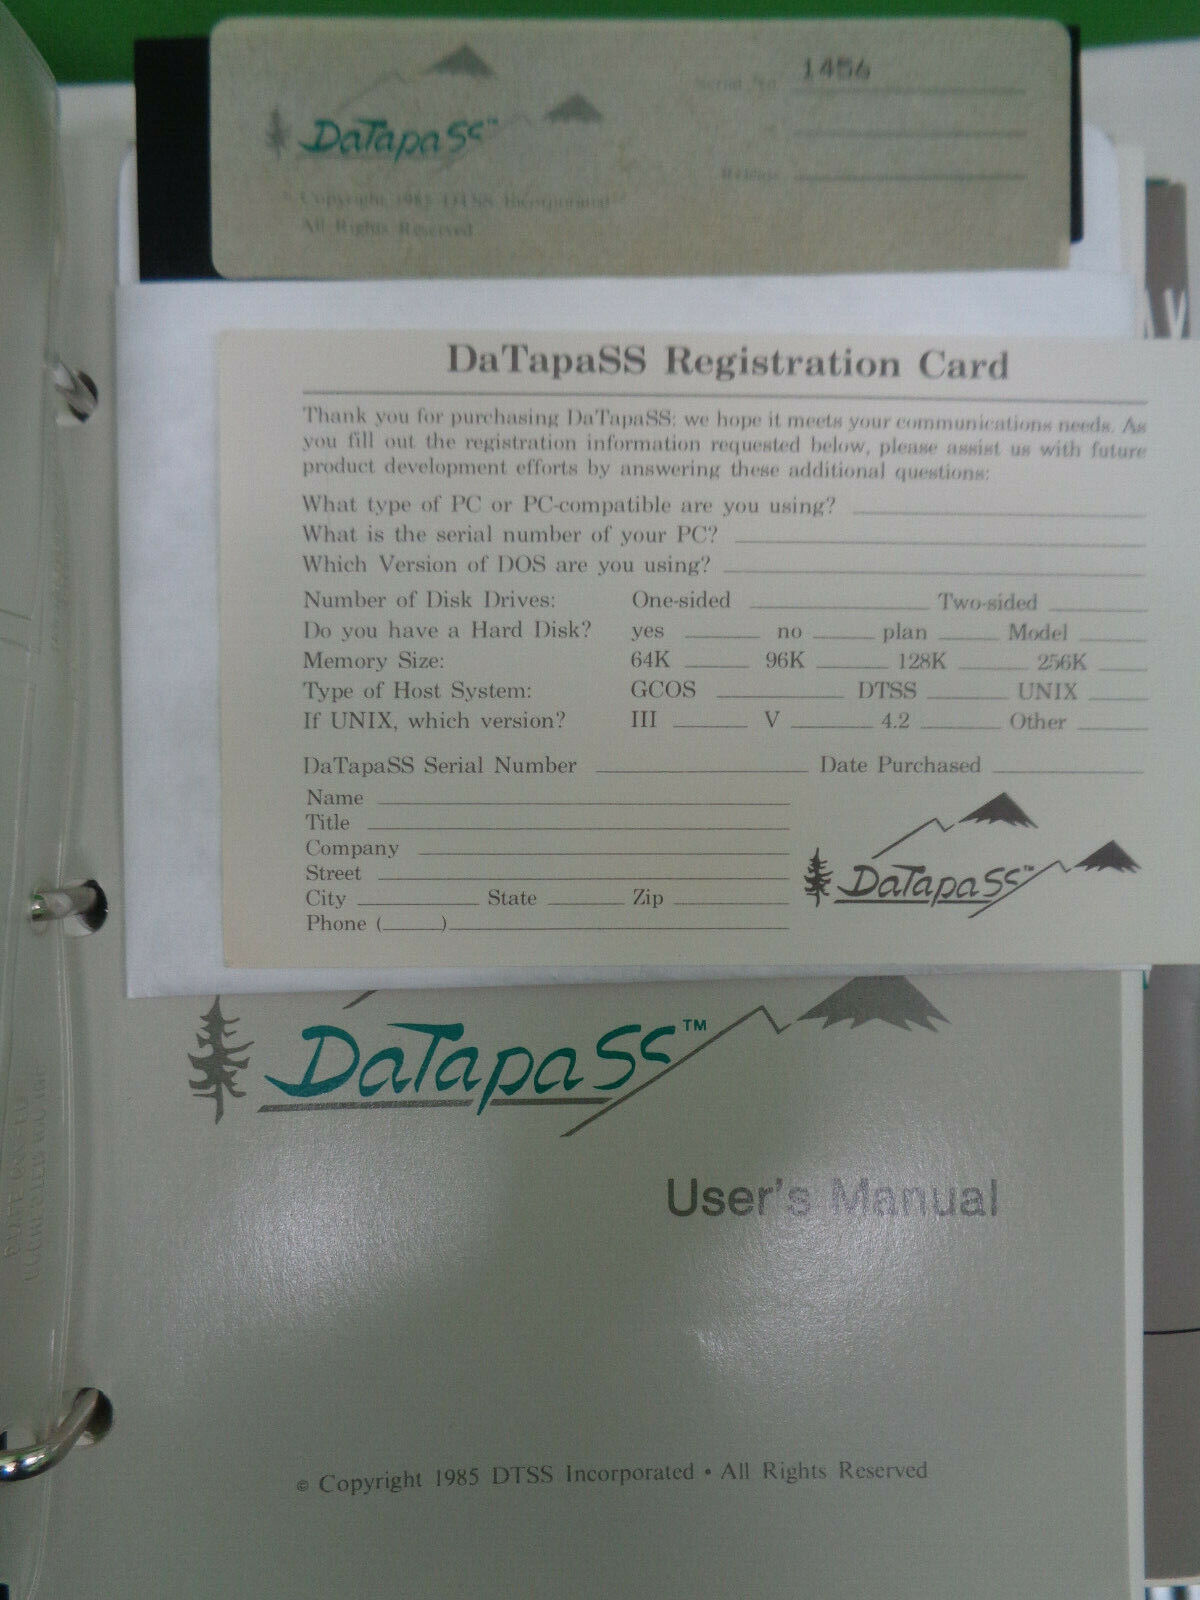 DaTapaSS™
Serial No. 1456
Release
Copyright 1985 DTSS Incorporated
All Rights Reserved
DaTapaSS Registration Card
Thank you for purchasing DaTapaSS: we hope it meets your communications needs. As
you fill out the registration information requested below, please assist us with future
product development efforts by answering these additional questions:
What type of PC or PC-compatible are you using?
What is the serial number of your PC?
Which Version of DOS are you using?
Number of Disk Drives: One-sided Two-sided
Do you have a Hard Disk? yes no plan Model
Memory Size: 64K 96K 128K 256K
Type of Host System: GCOS DTSS UNIX
If UNIX, which version? III V 4.2 Other
DaTapaSS Serial Number Date Purchased
Name
Title
Company
Street
City State Zip
Phone ( )
DaTapaSS™
DaTapaSS™
User's Manual
© Copyright 1985 DTSS Incorporated • All Rights Reserved